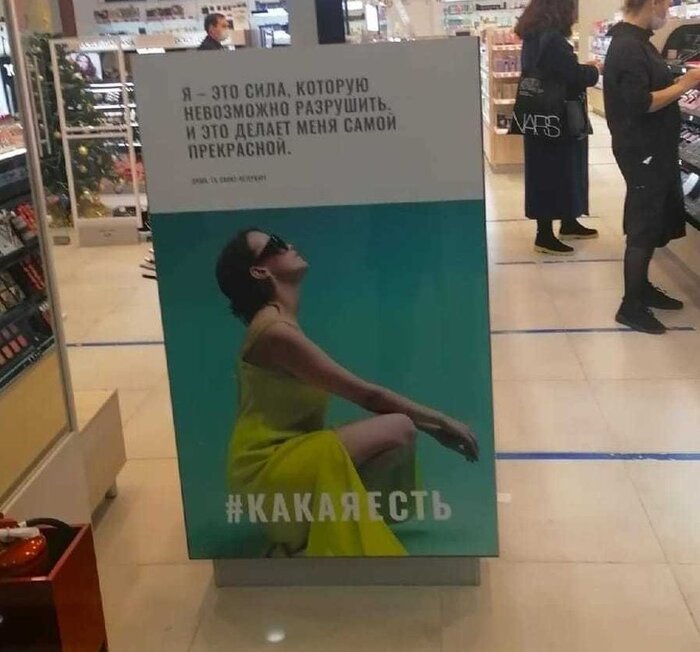 Я – ЭТО СИЛА, КОТОРУЮ
НЕВОЗМОЖНО РАЗРУШИТЬ.
И ЭТО ДЕЛАЕТ МЕНЯ САМОЙ
ПРЕКРАСНОЙ.
#КАКАЯЕСТЬ
NARS